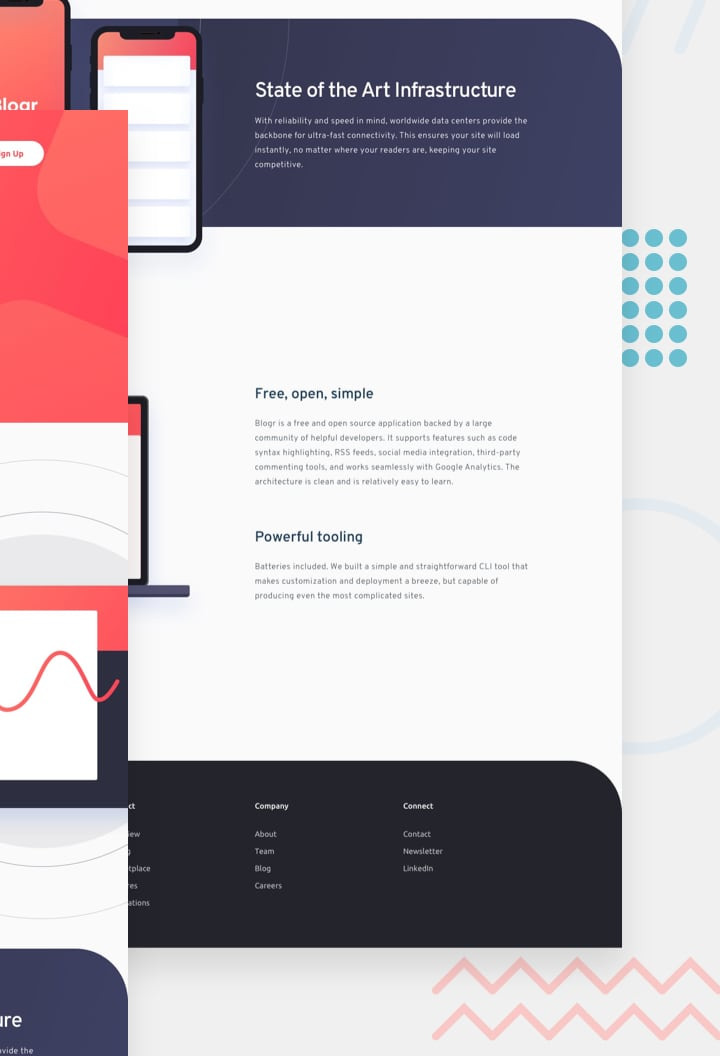 State of the Art Infrastructure
With reliability and speed in mind, worldwide data centers provide the
backbone for ultra-fast connectivity. This ensures your site will load
instantly, no matter where your readers are, keeping your site
competitive.
Blogr
ign Up
Free, open, simple
Blogr is a free and open source application backed by a large
community of helpful developers. It supports features such as code
syntax highlighting, RSS feeds, social media integration, third-party
commenting tools, and works seamlessly with Google Analytics. The
architecture is clean and is relatively easy to learn.
Powerful tooling
Batteries included. We built a simple and straightforward CLI tool that
makes customization and deployment a breeze, but capable of
producing even the most complicated sites.
ct
iew
g
tplace
res
ations
Company
About
Team
Blog
Careers
Connect
Contact
Newsletter
LinkedIn
ure
vide the